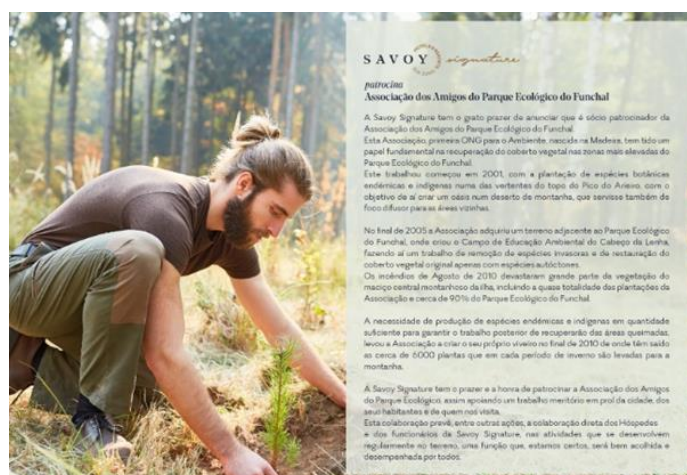 SAVOY signature
patrocina
Associação dos Amigos do Parque Ecológico do Funchal
A Savoy Signature tem o grato prazer de anunciar que é sócio patrocinador da
Associação dos Amigos do Parque Ecológico do Funchal.
Esta Associação, primeira ONG para o Ambiente, nascida na Madeira, tem tido um
papel fundamental na recuperação do coberto vegetal nas zonas mais elevadas do
Parque Ecológico do Funchal.
Este trabalhou começou em 2001, com a plantação de espécies botânicas
endémicas e indígenas numa das vertentes do topo do Pico do Arieiro, com o
objetivo de aí criar um oásis num deserto de montanha, que servisse também de
foco difusor para as áreas vizinhas.
No final de 2005 a Associação adquiriu um terreno adjacente ao Parque Ecológico
do Funchal, onde criou o Campo de Educação Ambiental do Cabeço da Lenha,
fazendo aí um trabalho de remoção de espécies invasoras e de restauração do
coberto vegetal original apenas com espécies autóctones.
Os incêndios de Agosto de 2010 devastaram grande parte da vegetação do
maciço central montanhoso da ilha, incluindo a quase totalidade das plantações da
Associação e cerca de 90% do Parque Ecológico do Funchal.
A necessidade de produção de espécies endémicas e indígenas em quantidade
suficiente para garantir o trabalho posterior de recuperarão das áreas queimadas,
levou a Associação a criar o seu próprio viveiro no final de 2010 de onde têm saído
as cerca de 6000 plantas que em cada período de inverno são levadas para a
montanha.
A Savoy Signature tem o prazer e a honra de patrocinar a Associação dos Amigos
do Parque Ecológico, assim apoiando um trabalho meritório em prol da cidade, dos
seus habitantes e de quem nos visita.
Esta colaboração prevê, entre outras ações, a colaboração direta dos Hóspedes
e dos funcionários da Savoy Signature, nas atividades que se desenvolvem
regularmente no terreno, uma função que, estamos certos, será bem acolhida e
desempenhada por todos.